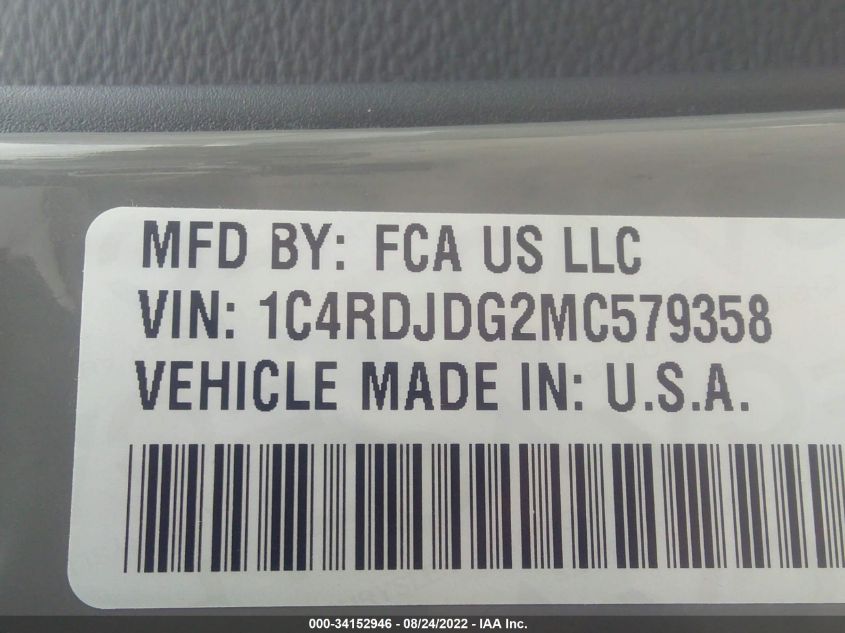 MFD BY: FCA US LLC
VIN: 1C4RDJDG2MC579358
VEHICLE MADE IN: U.S.A.
000-34152946 - 08/24/2022 - IAA Inc.